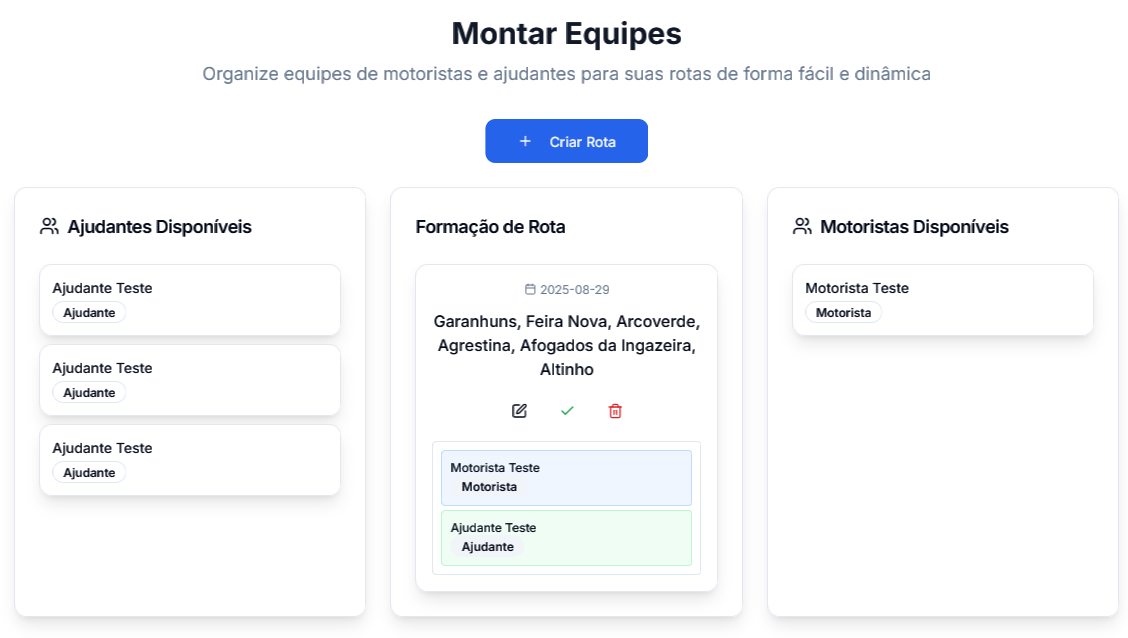 Montar Equipes
Organize equipes de motoristas e ajudantes para suas rotas de forma fácil e dinâmica
Criar Rota
Ajudantes Disponíveis
Ajudante Teste
Ajudante
Ajudante Teste
Ajudante
Ajudante Teste
Ajudante
Formação de Rota
2025-08-29
Garanhuns, Feira Nova, Arcoverde,
Agrestina, Afogados da Ingazeira,
Altinho
Motorista Teste
Motorista
Ajudante Teste
Ajudante
Motoristas Disponíveis
Motorista Teste
Motorista